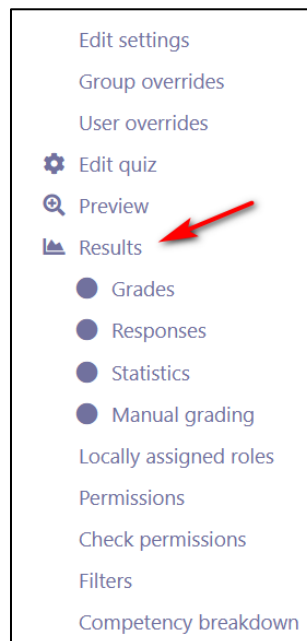 Edit settings
Group overrides
User overrides
Edit quiz
Preview
Results
Grades
Responses
Statistics
Manual grading
Locally assigned roles
Permissions
Check permissions
Filters
Competency breakdown